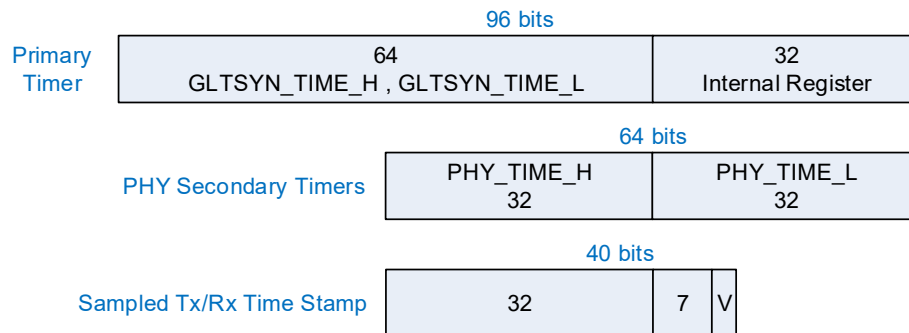 96 bits
Primary
Timer
64
GLTSYN_TIME_H , GLTSYN_TIME_L
32
Internal Register
64 bits
PHY Secondary Timers
PHY_TIME_H
32
PHY_TIME_L
32
40 bits
Sampled Tx/Rx Time Stamp
32
7
V